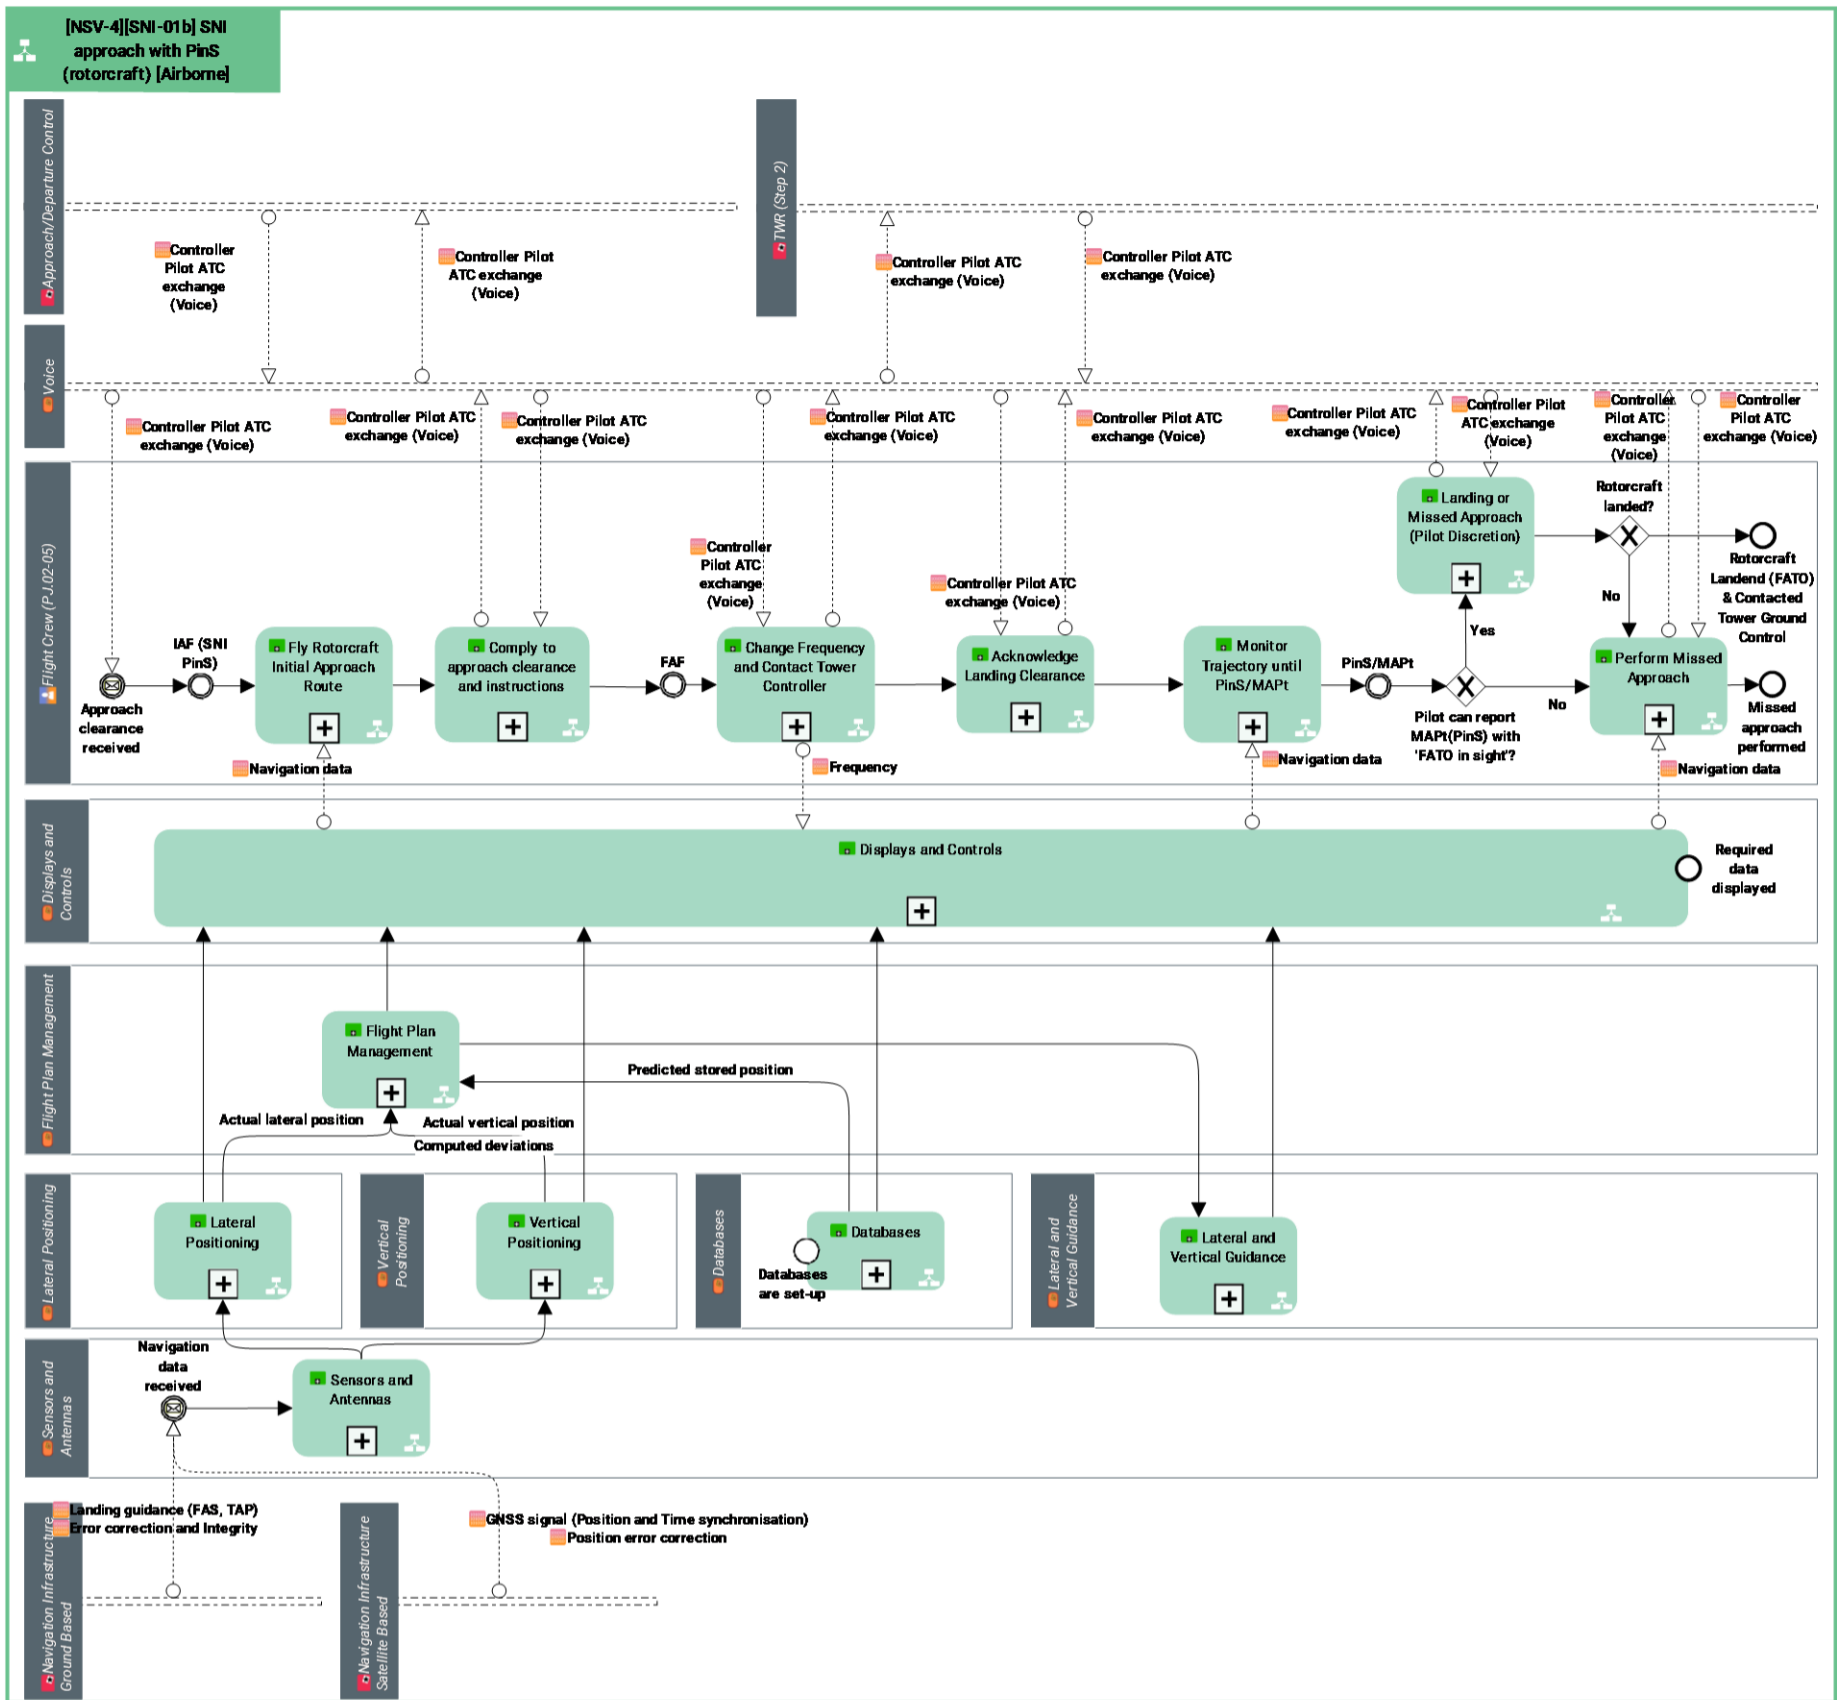 [NSV-4][SNI-01b] SNI
approach with PinS
(rotorcraft) [Airborne]
Approach/Departure Control
TWR (Step 2)
Controller
Pilot ATC
exchange
(Voice)
Controller Pilot
ATC exchange
(Voice)
Controller Pilot ATC
exchange (Voice)
Controller Pilot ATC
exchange (Voice)
Voice
Controller Pilot ATC
exchange (Voice)
Controller Pilot ATC
exchange (Voice)
Controller Pilot ATC
exchange (Voice)
Controller Pilot ATC
exchange (Voice)
Controller Pilot ATC
exchange (Voice)
Controller Pilot ATC
exchange (Voice)
Controller Pilot
ATC exchange
(Voice)
Controller
Pilot ATC
exchange
(Voice)
Controller
Pilot ATC
exchange (Voice)
Flight Crew (PJ.02-05)
Landing or
Missed Approach
(Pilot Discretion)
Rotorcraft
landed?
Rotorcraft
Landend (FATO)
& Contacted
Tower Ground
Control
No
Yes
Controller
Pilot ATC
exchange
(Voice)
Controller Pilot ATC
exchange (Voice)
Approach
clearance
received
IAF (SNI
PinS)
Fly Rotorcraft
Initial Approach
Route
Comply to
approach clearance
and instructions
FAF
Change Frequency
and Contact Tower
Controller
Acknowledge
Landing Clearance
Monitor
Trajectory until
PinS/MAPt
PinS/MAPt
Pilot can report
MAPt(PinS) with
'FATO in sight'?
No
Perform Missed
Approach
Missed
approach
performed
Navigation data
Frequency
Navigation data
Navigation data
Displays and
Controls
Displays and Controls
Required
data
displayed
Flight Plan Management
Flight Plan
Management
Predicted stored position
Actual lateral position
Actual vertical position
Computed deviations
Lateral Positioning
Lateral
Positioning
Vertical
Positioning
Vertical
Positioning
Databases
Databases
Databases
are set-up
Lateral and
Vertical Guidance
Lateral and
Vertical Guidance
Sensors and
Antennas
Navigation
data
received
Sensors and
Antennas
Navigation Infrastructure
Ground Based
Landing guidance (FAS, TAP)
Error correction and Integrity
Navigation Infrastructure
Satellite Based
GNSS signal (Position and Time synchronisation)
Position error correction